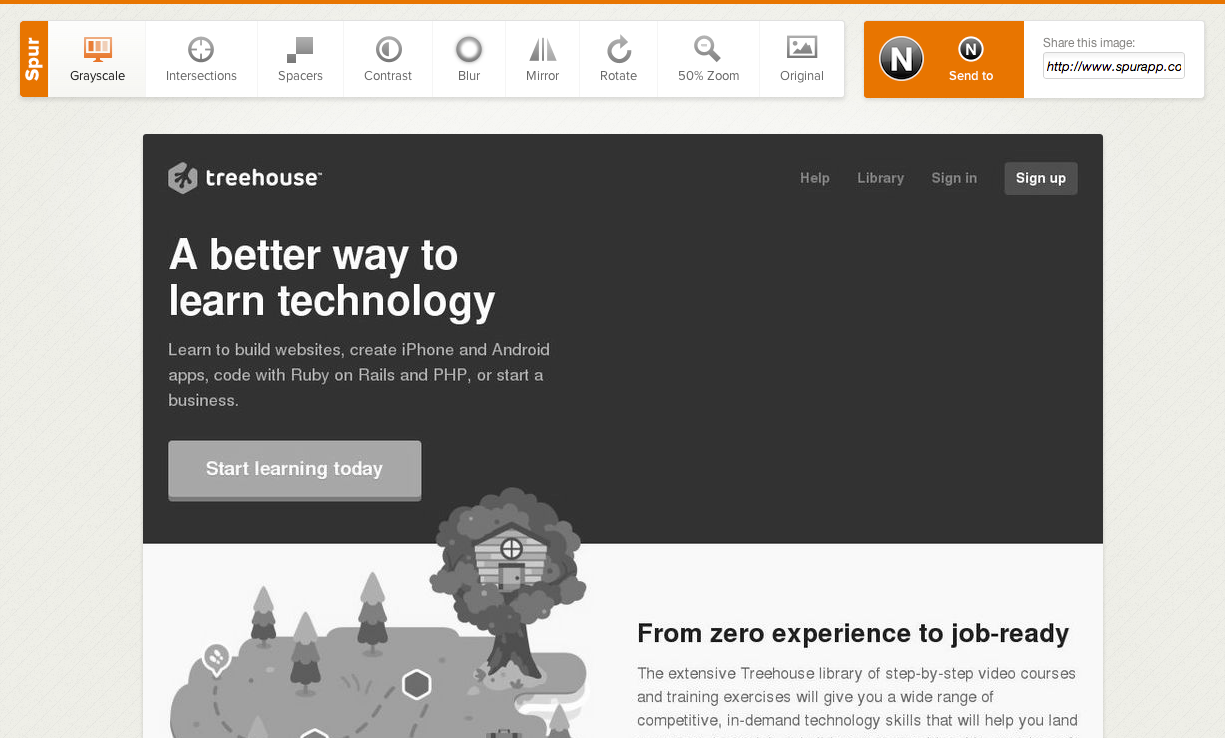 Spur
Grayscale
Intersections
Spacers
Contrast
Blur
Mirror
Rotate
50% Zoom
Original
N
N
Send to
Share this image:
http://www.spurapp.co
treehouse™
Help
Library
Sign in
Sign up
A better way to
learn technology
Learn to build websites, create iPhone and Android
apps, code with Ruby on Rails and PHP, or start a
business.
Start learning today
From zero experience to job-ready
The extensive Treehouse library of step-by-step video courses
and training exercises will give you a wide range of
competitive, in-demand technology skills that will help you land